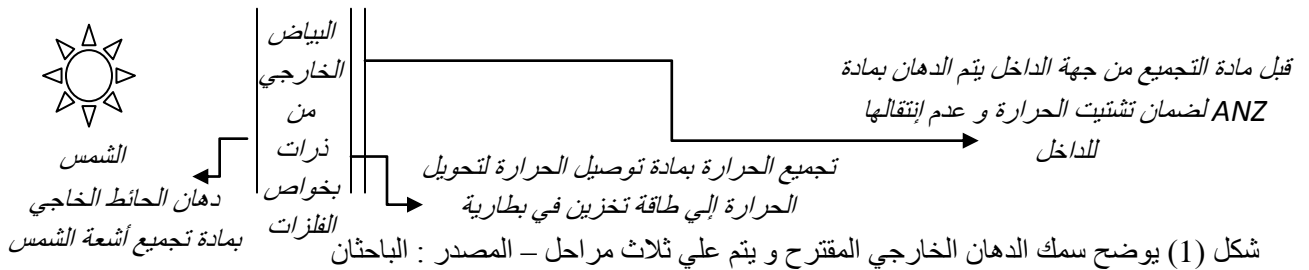 البياض
الخارجي
من
ذرات
بخواص
الفلزات
قبل مادة التجميع من جهة الداخل يتم الدهان بمادة
ANZ لضمان تشتيت الحرارة و عدم إنتقالها
للداخل
الشمس
دهان الحائط الخاجي
بمادة تجميع أشعة الشمس
تجميع الحرارة بمادة توصيل الحرارة لتحويل
الحرارة إلي طاقة تخزين في بطارية
شكل (1) يوضح سمك الدهان الخارجي المقترح و يتم علي ثلاث مراحل – المصدر : الباحثان